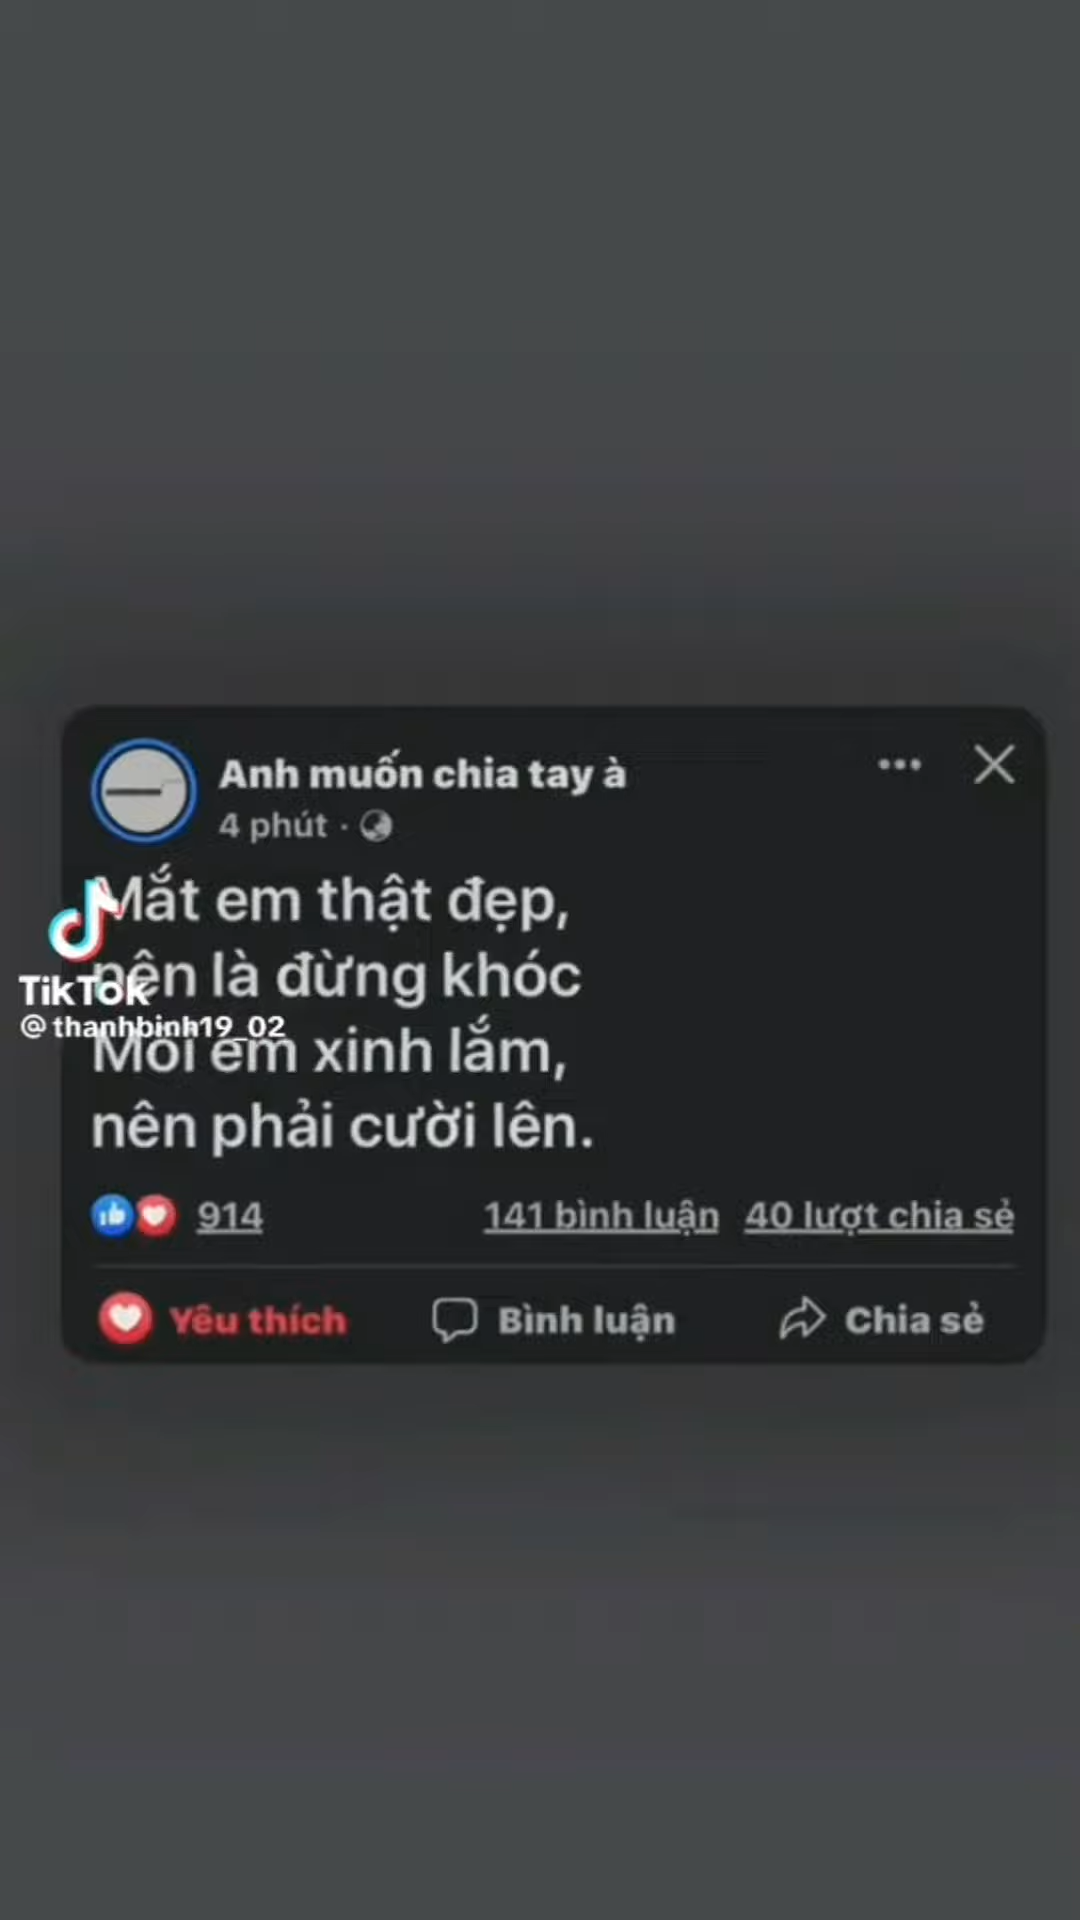 Anh muốn chia tay à
4 phút ·
Mắt em thật đẹp,
nên là đừng khóc
Môi em xinh lắm,
nên phải cười lên.
TikTok
@thanhbinh19_02
914 141 bình luận 40 lượt chia sẻ
Yêu thích Bình luận Chia sẻ